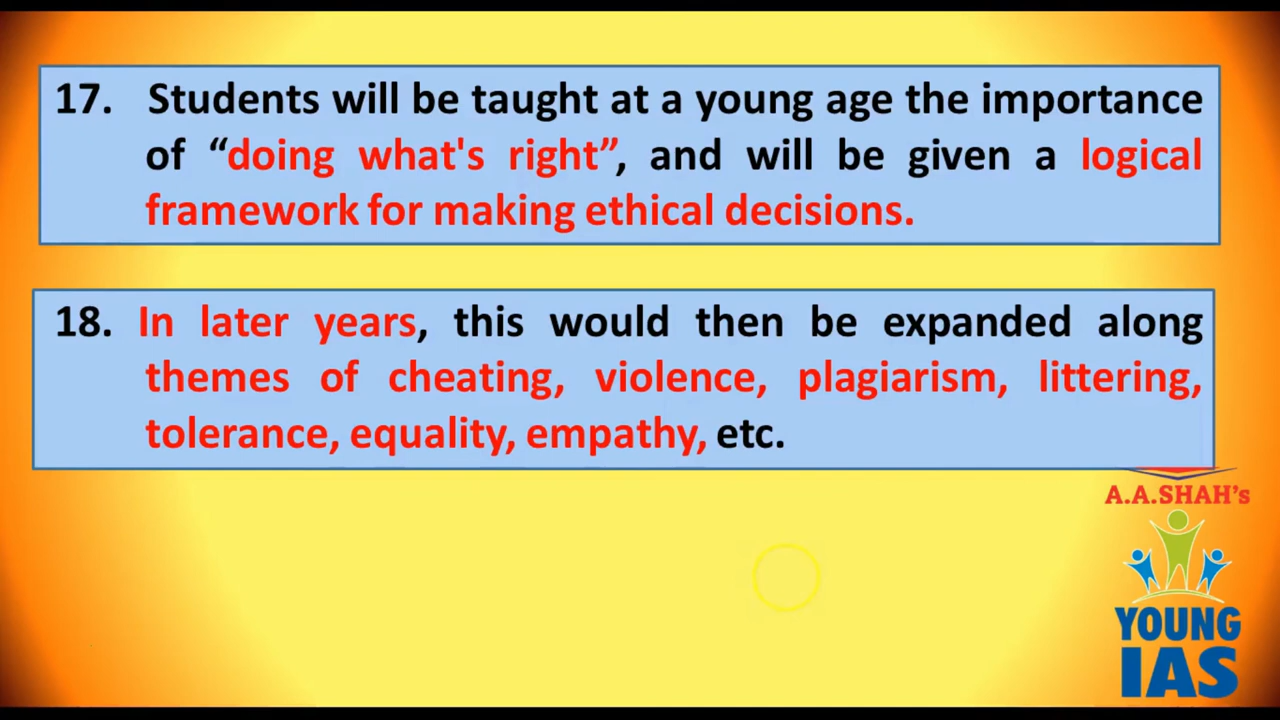 17. Students will be taught at a young age the importance
of “doing what's right”, and will be given a logical
framework for making ethical decisions.
18. In later years, this would then be expanded along
themes of cheating, violence, plagiarism, littering,
tolerance, equality, empathy, etc.
A.A.SHAH's
YOUNG
IAS